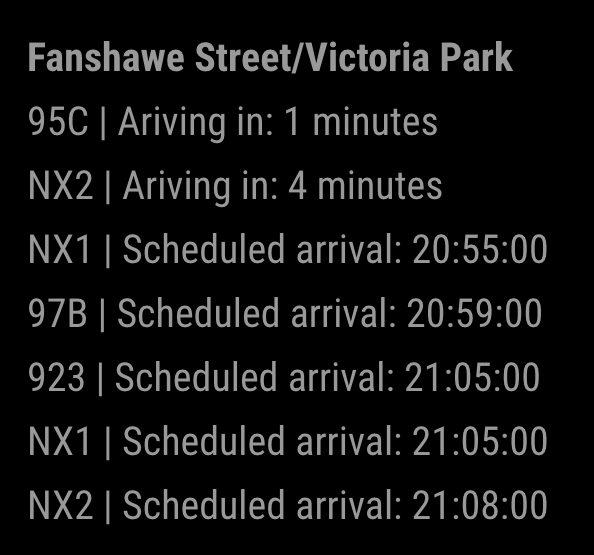 Fanshawe Street/Victoria Park
95C | Ariving in: 1 minutes
NX2 | Ariving in: 4 minutes
NX1 | Scheduled arrival: 20:55:00
97B | Scheduled arrival: 20:59:00
923 | Scheduled arrival: 21:05:00
NX1 | Scheduled arrival: 21:05:00
NX2 | Scheduled arrival: 21:08:00